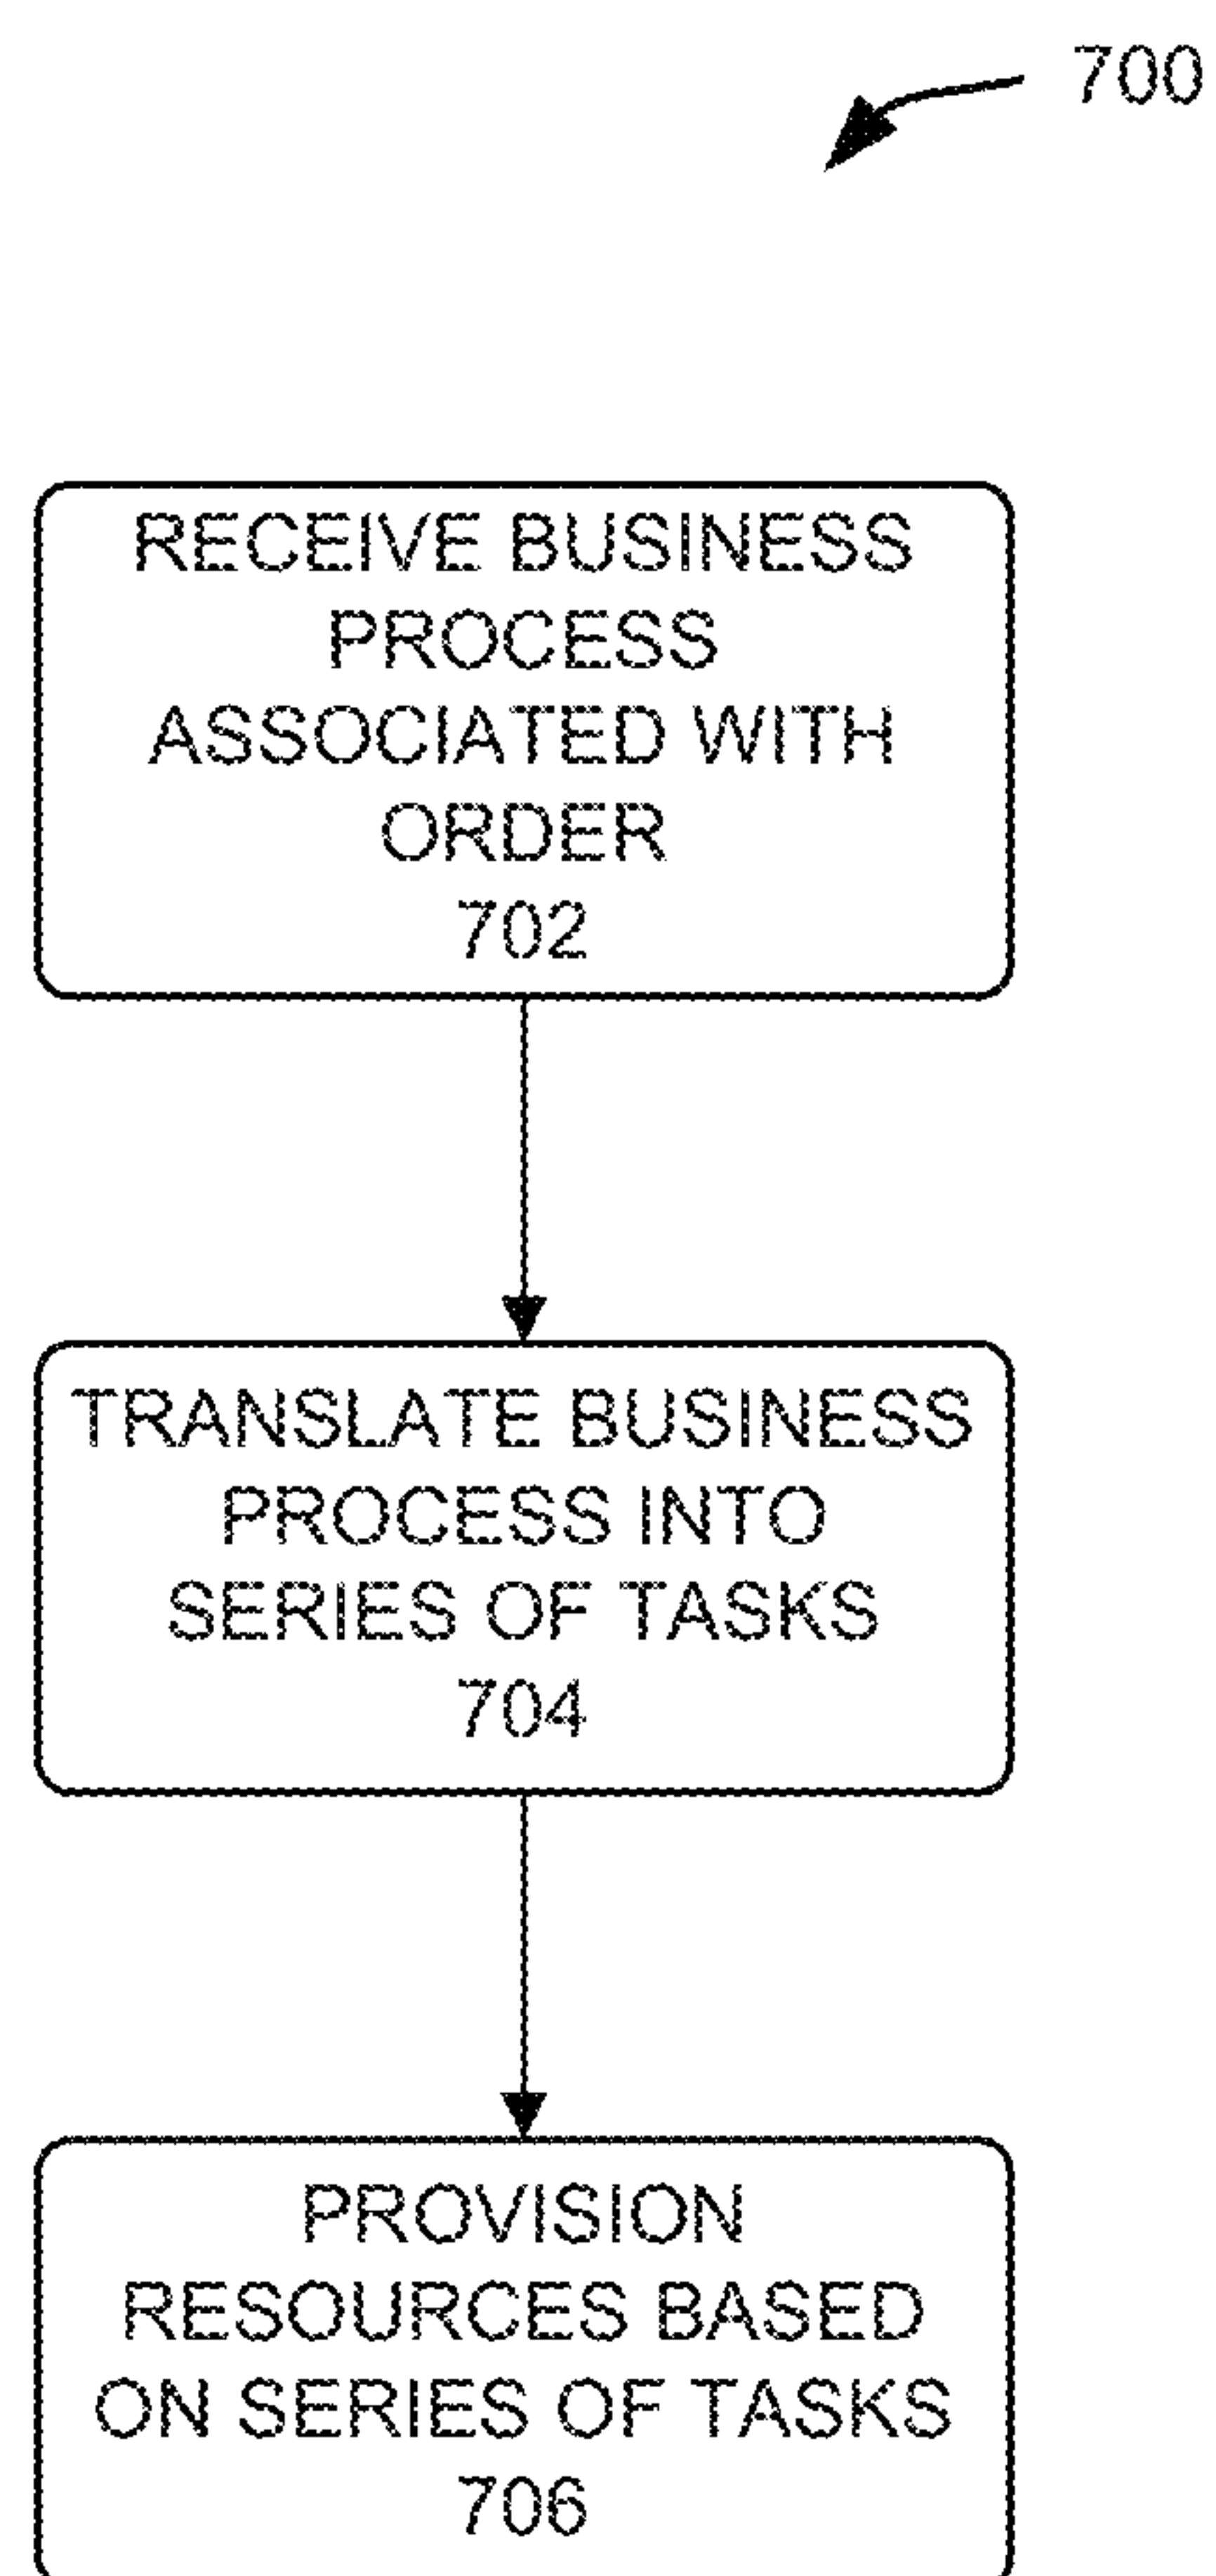 700
RECEIVE BUSINESS
PROCESS
ASSOCIATED WITH
ORDER
702
TRANSLATE BUSINESS
PROCESS INTO
SERIES OF TASKS
704
PROVISION
RESOURCES BASED
ON SERIES OF TASKS
706